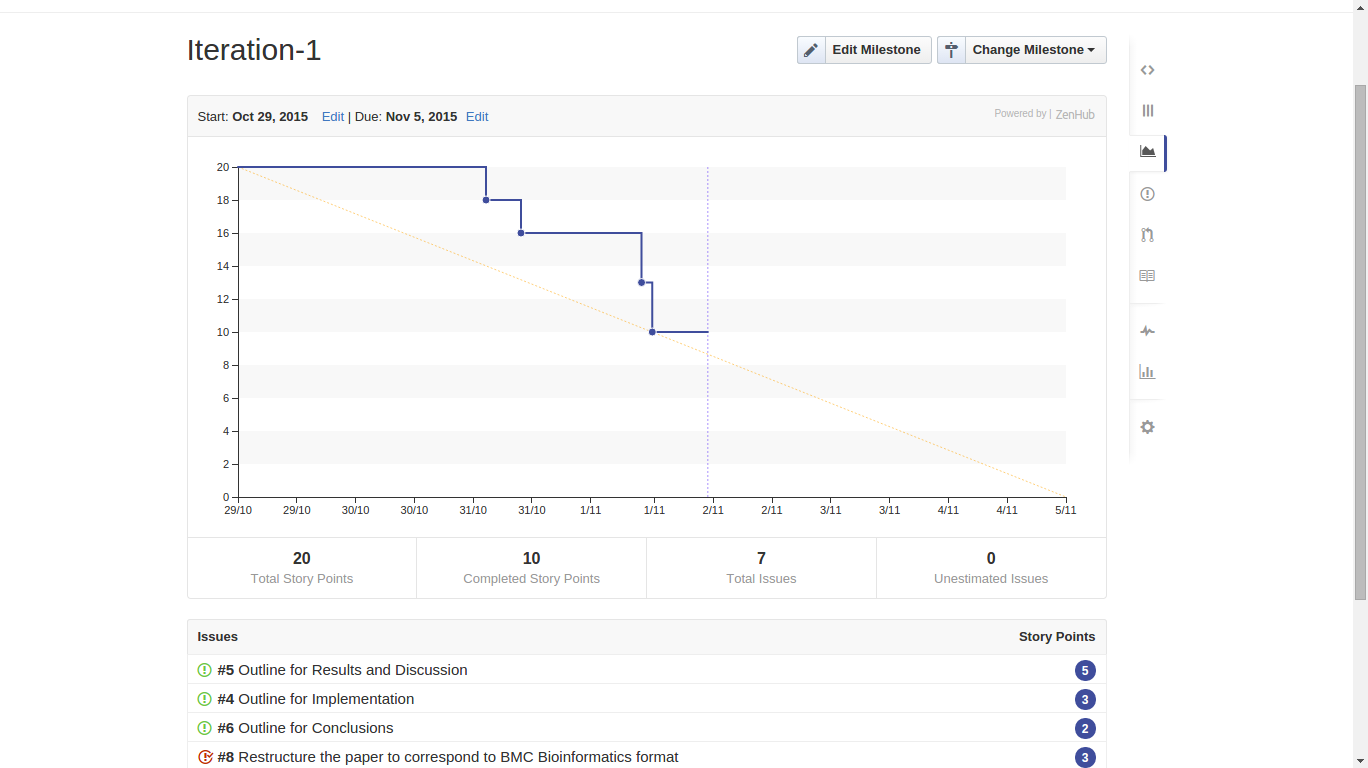 Iteration-1
Edit Milestone
Change Milestone
Start: Oct 29, 2015 Edit | Due: Nov 5, 2015 Edit
Powered by | ZenHub
20
18
16
14
12
10
8
6
4
2
0
29/10 29/10 30/10 30/10 31/10 31/10 1/11 1/11 2/11 2/11 3/11 3/11 4/11 4/11 5/11
20 10 7 0
Total Story Points Completed Story Points Total Issues Unestimated Issues
Issues Story Points
#5 Outline for Results and Discussion 5
#4 Outline for Implementation 3
#6 Outline for Conclusions 2
#8 Restructure the paper to correspond to BMC Bioinformatics format 3